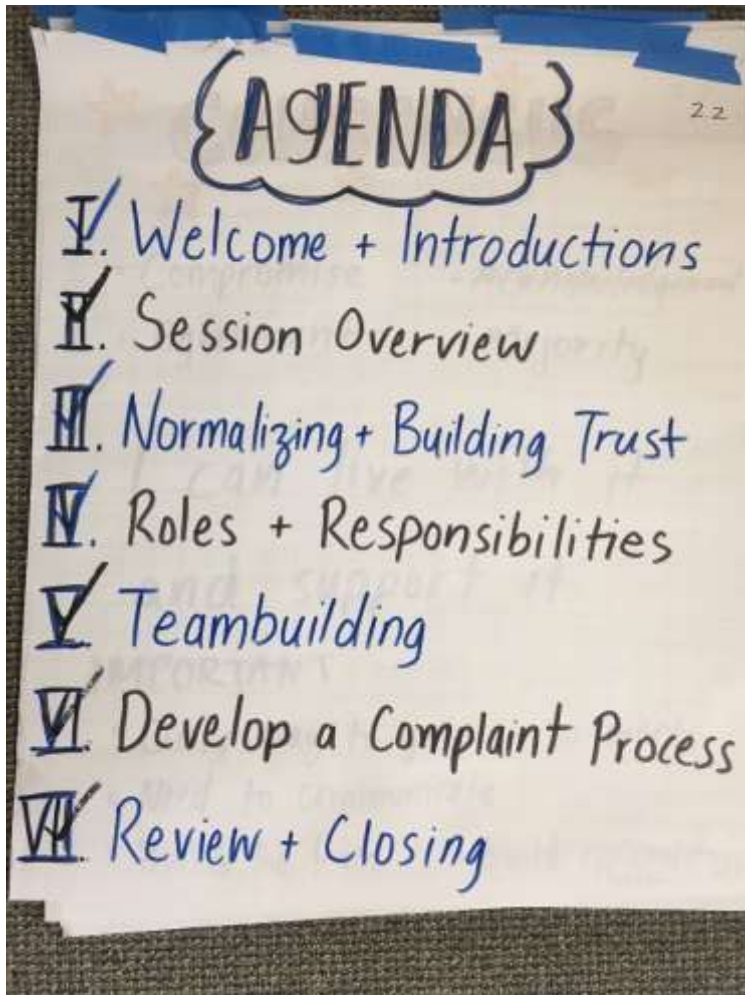 AGENDA
22
I. Welcome + Introductions
II. Session Overview
III. Normalizing + Building Trust
IV. Roles + Responsibilities
V. Teambuilding
VI. Develop a Complaint Process
VII. Review + Closing